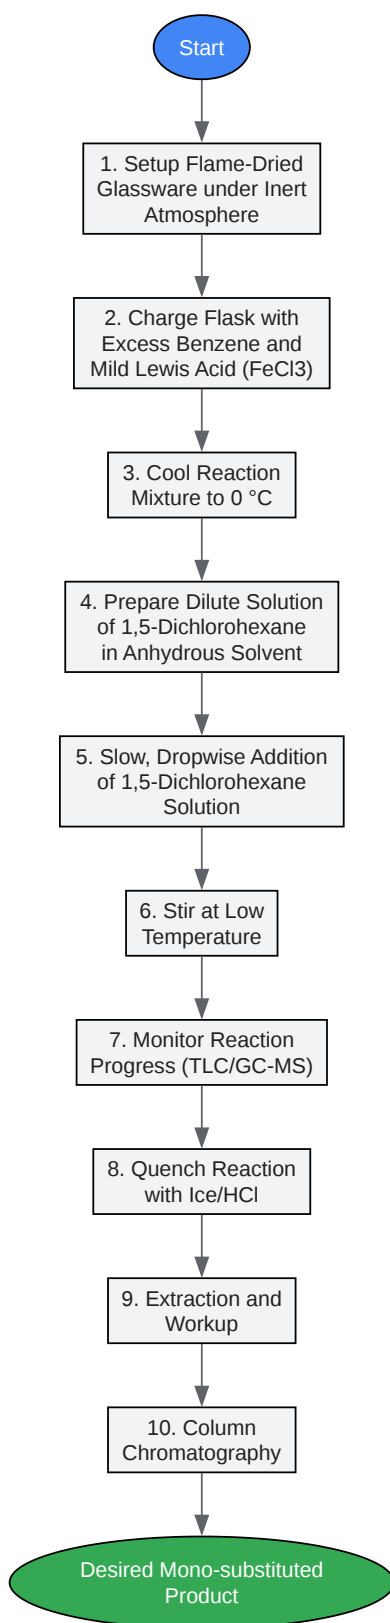 Start
1. Setup Flame-Dried
Glassware under Inert
Atmosphere
2. Charge Flask with
Excess Benzene and
Mild Lewis Acid (FeCl3)
3. Cool Reaction
Mixture to 0 °C
4. Prepare Dilute Solution
of 1,5-Dichlorohexane
in Anhydrous Solvent
5. Slow, Dropwise Addition
of 1,5-Dichlorohexane
Solution
6. Stir at Low
Temperature
7. Monitor Reaction
Progress (TLC/GC-MS)
8. Quench Reaction
with Ice/HCl
9. Extraction and
Workup
10. Column
Chromatography
Desired Mono-substituted
Product